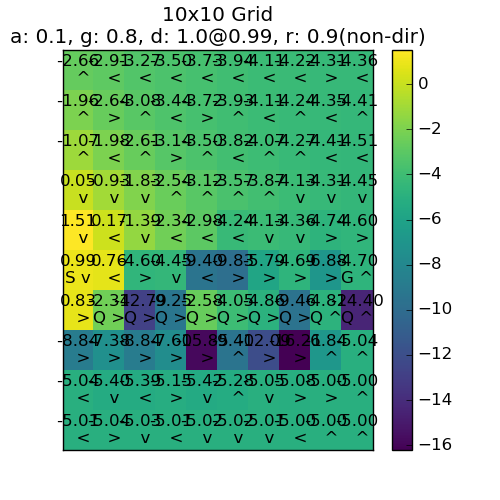 10x10 Grid
a: 0.1, g: 0.8, d: 1.0@0.99, r: 0.9(non-dir)
-2.66 -2.91 -3.27 -3.50 -3.73 -3.94 -4.11 -4.22 -4.31 -4.36
^ < < < < < < < > <
-1.96 -2.64 -3.08 -3.44 -3.72 -3.93 -4.11 -4.24 -4.35 -4.41
^ > ^ < > < < ^ < <
-1.07 -1.98 -2.61 -3.14 -3.50 -3.82 -4.07 -4.27 -4.41 -4.51
^ < ^ > ^ < ^ < ^ <
0.05 -0.93 -1.83 -2.54 -3.12 -3.57 -3.87 -4.13 -4.31 -4.45
v v v ^ ^ ^ ^ v v v
1.51 0.17 -1.39 -2.34 -2.98 -4.24 -4.13 -4.36 -4.74 -4.60
v < < < < < < v > >
0.99 0.76 -4.60 -4.45 -9.40 -9.83 -5.79 -4.69 -6.88 -4.70
S v < > v < > > > > G ^
0.83 -2.34 -12.79 -9.25 -2.58 -4.05 -4.86 -9.46 -4.82 -14.40
> Q > Q > Q > Q > Q > Q > Q > Q ^ Q ^
-8.84 -7.38 -8.84 -7.60 -15.89 -12.09 -16.26 -6.84 -5.04
> > > > > > > > ^ ^
-5.04 -5.40 -5.39 -5.15 -5.42 -5.28 -5.05 -5.08 -5.00 -5.00
< v < > v ^ v > > ^
-5.01 -5.04 -5.03 -5.01 -5.02 -5.02 -5.01 -5.00 -5.00 -5.00
< > v < v v v < ^ ^
0
−2
−4
−6
−8
−10
−12
−14
−16